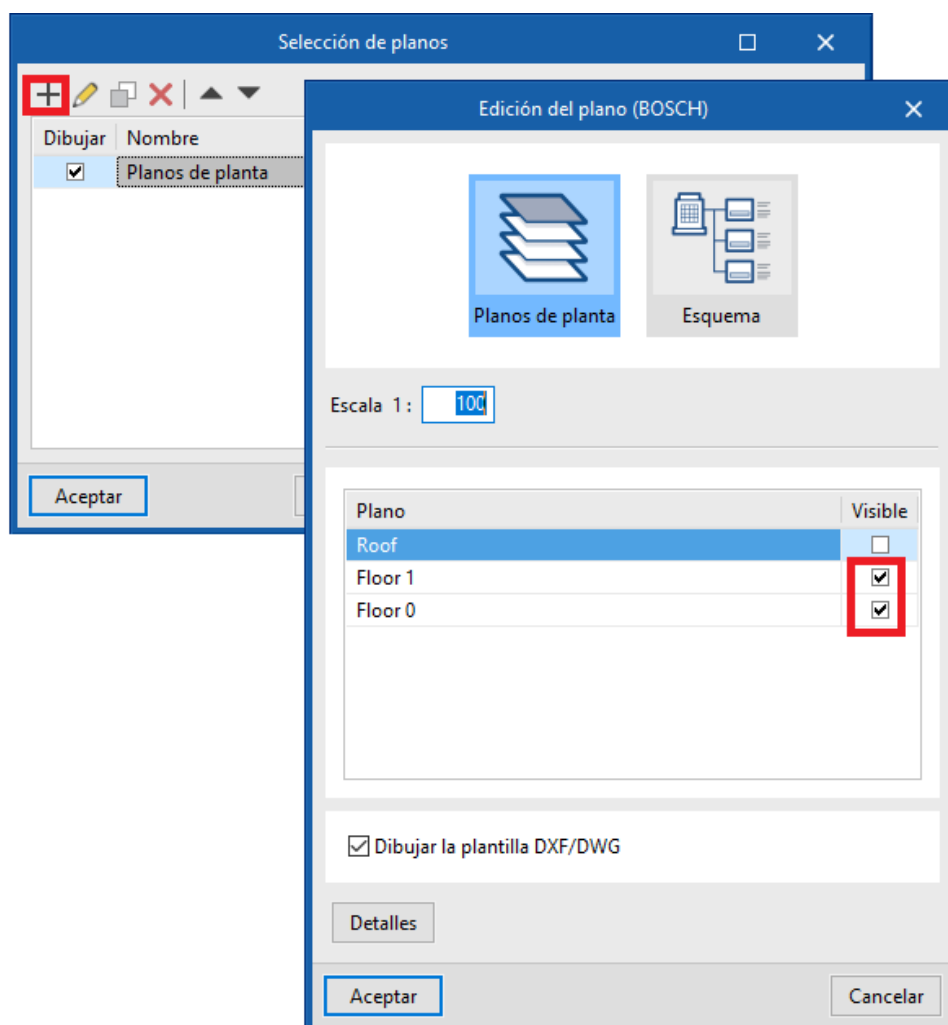 Selección de planos
Dibujar Nombre
Planos de planta
Aceptar
Edición del plano (BOSCH)
Planos de planta Esquema
Escala 1 : 100
Plano Visible
Roof
Floor 1
Floor 0
Dibujar la plantilla DXF/DWG
Detalles
Aceptar Cancelar